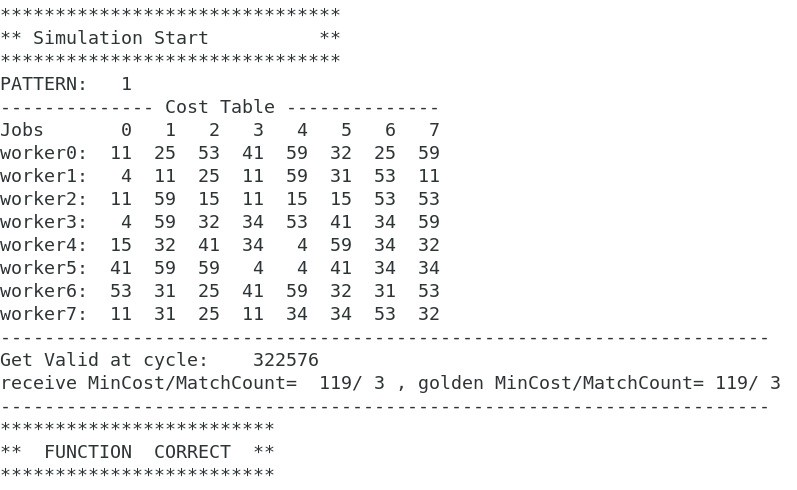 *******************************
** Simulation Start          **
*******************************
PATTERN:   1
-------------- Cost Table --------------
Jobs       0   1   2   3   4   5   6   7
worker0:  11  25  53  41  59  32  25  59
worker1:   4  11  25  11  59  31  53  11
worker2:  11  59  15  11  15  15  53  53
worker3:   4  59  32  34  53  41  34  59
worker4:  15  32  41  34   4  59  34  32
worker5:  41  59  59   4   4  41  34  34
worker6:  53  31  25  41  59  32  31  53
worker7:  11  31  25  11  34  34  53  32
----------------------------------------------------------------------
Get Valid at cycle:    322576
receive MinCost/MatchCount=  119/ 3 , golden MinCost/MatchCount= 119/ 3
----------------------------------------------------------------------
*************************
**  FUNCTION  CORRECT  **
*************************